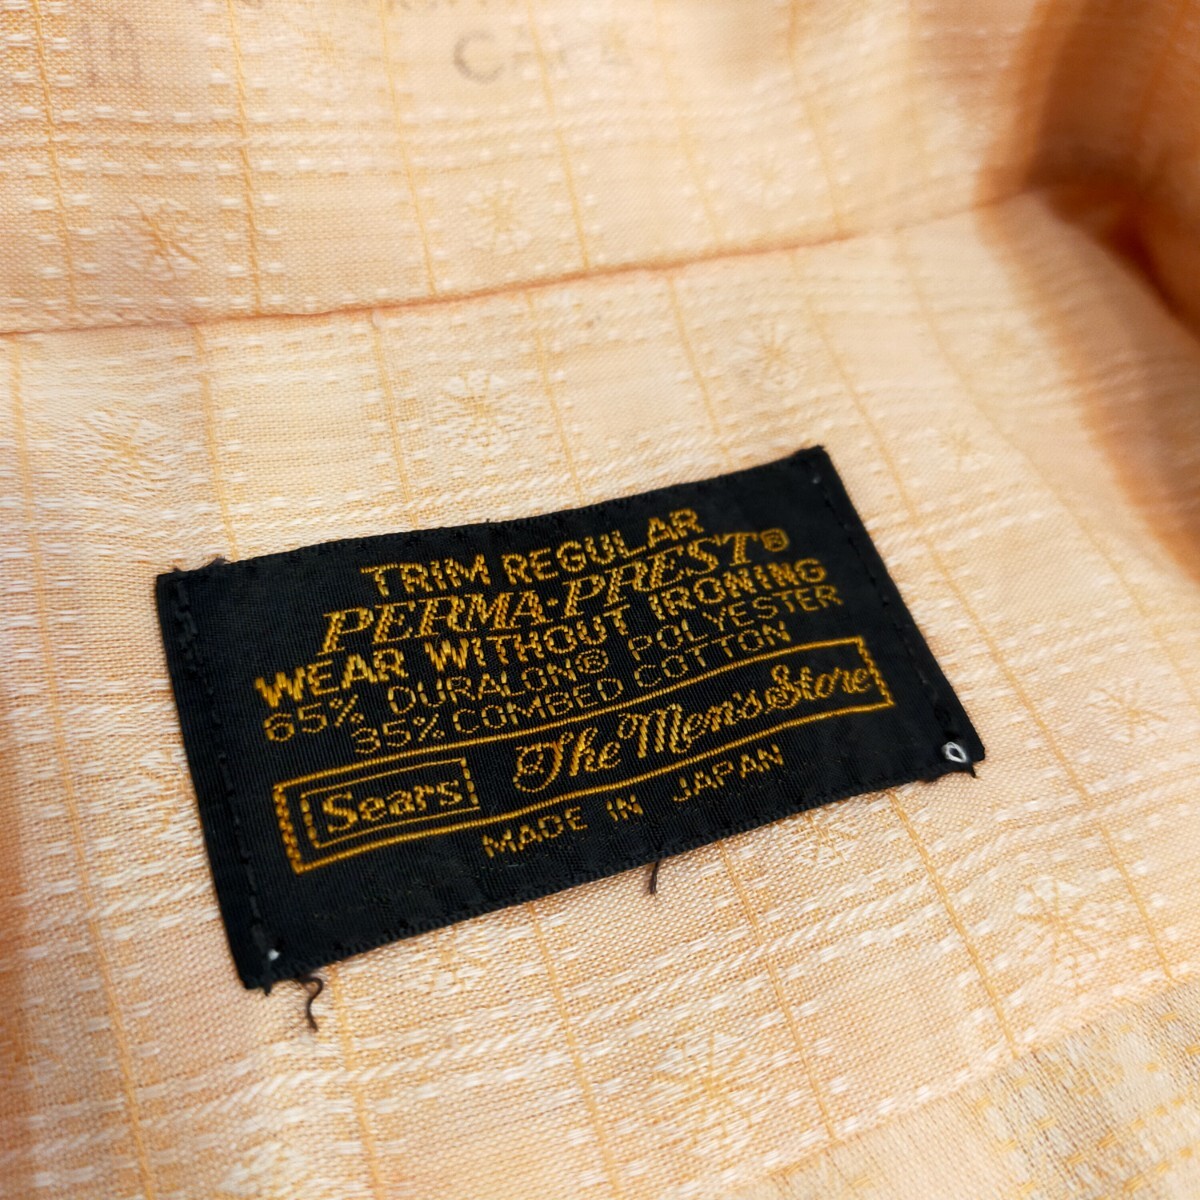 TRIM REGULAR
PERMA-PREST®
WEAR WITHOUT IRONING
65% DURALON® POLYESTER
35% COMBED COTTON
Sears The Men's Store
MADE IN JAPAN